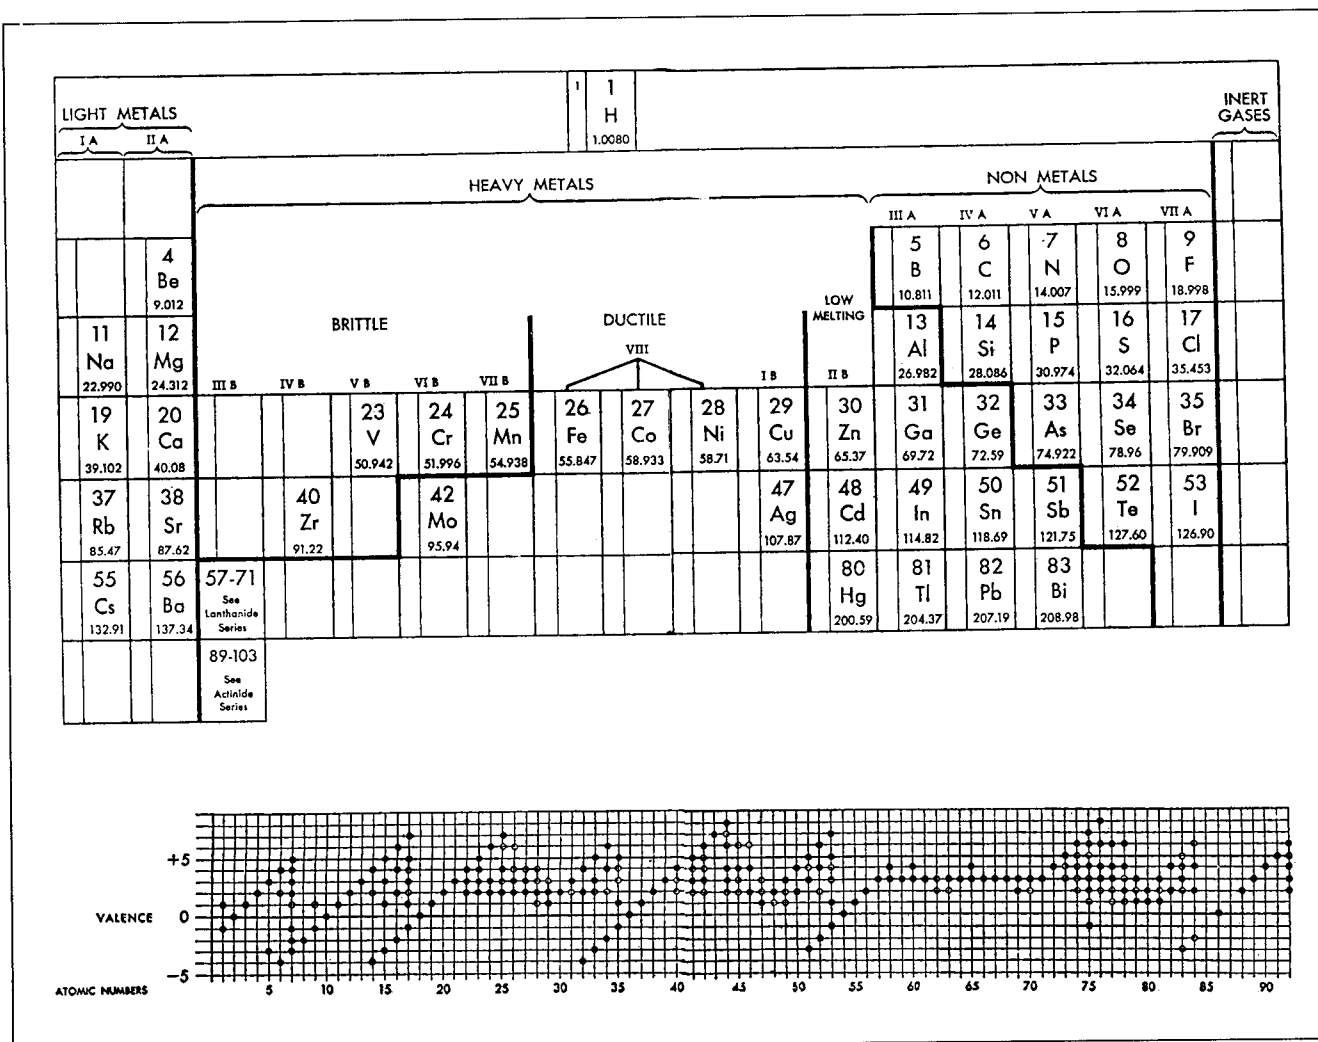 1 1
H
LIGHT METALS
INERT
GASES
1.0080
I A II A
HEAVY METALS
NON METALS
III A IV A V A VI A VII A
4 5 6 7 8 9
Be B C N O F
9.012 10.811 12.011 14.007 15.999 18.998
LOW
MELTING
BRITTLE DUCTILE
VIII
11 12 13 14 15 16 17
Na Mg Al Si P S Cl
22.990 24.312 26.982 28.086 30.974 32.064 35.453
III B IV B V B VI B VII B I B II B
19 20 23 24 25 26 27 28 29 30 31 32 33 34 35
K Ca V Cr Mn Fe Co Ni Cu Zn Ga Ge As Se Br
39.102 40.08 50.942 51.996 54.938 55.847 58.933 58.71 63.54 65.37 69.72 72.59 74.922 78.96 79.909
37 38 40 42 47 48 49 50 51 52 53
Rb Sr Zr Mo Ag Cd In Sn Sb Te I
85.47 87.62 91.22 95.94 107.87 112.40 114.82 118.69 121.75 127.60 126.90
55 56 57-71 80 81 82 83
Cs Ba See Lanthanide Series Hg Tl Pb Bi
132.91 137.34 200.59 204.37 207.19 208.98
89-103
See
Actinide
Series
+5
VALENCE 0
-5
ATOMIC NUMBERS 5 10 15 20 25 30 35 40 45 50 55 60 65 70 75 80 85 90